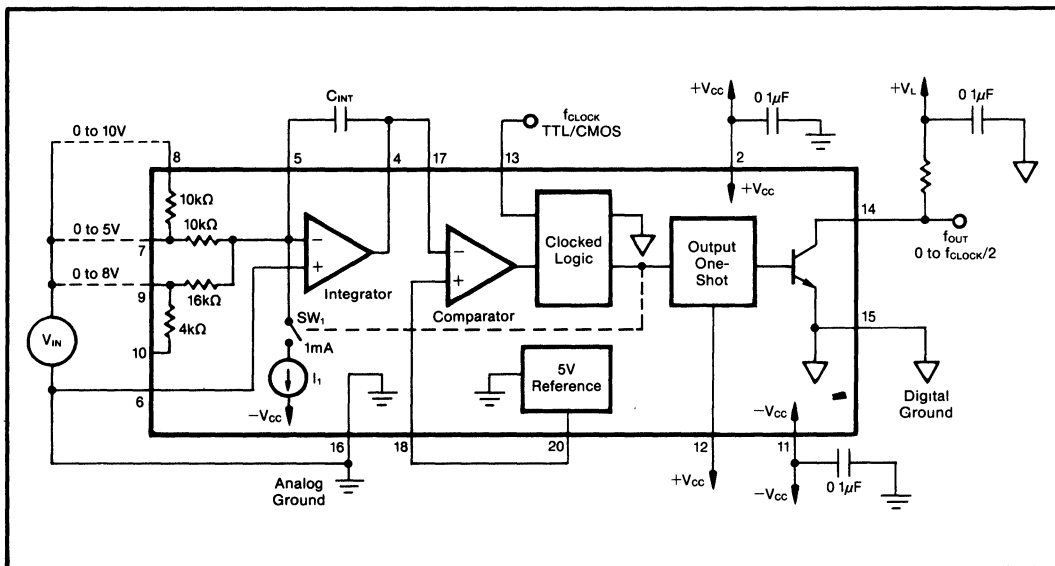 C_INT
f_CLOCK
TTL/CMOS
+V_CC
0 1µF
+V_L
0 1µF
0 to 10V
8
5
4
17
13
2
10kΩ
10kΩ
+V_CC
14
0 to 5V
7
−
+
Integrator
−
+
Comparator
Clocked
Logic
Output
One-
Shot
f_OUT
0 to f_CLOCK/2
0 to 8V
9
16kΩ
4kΩ
SW₁
1mA
I₁
−V_CC
V_IN
10
6
5V
Reference
15
Digital
Ground
−V_CC
16
18
20
12
11
Analog
Ground
+V_CC
−V_CC
0 1µF